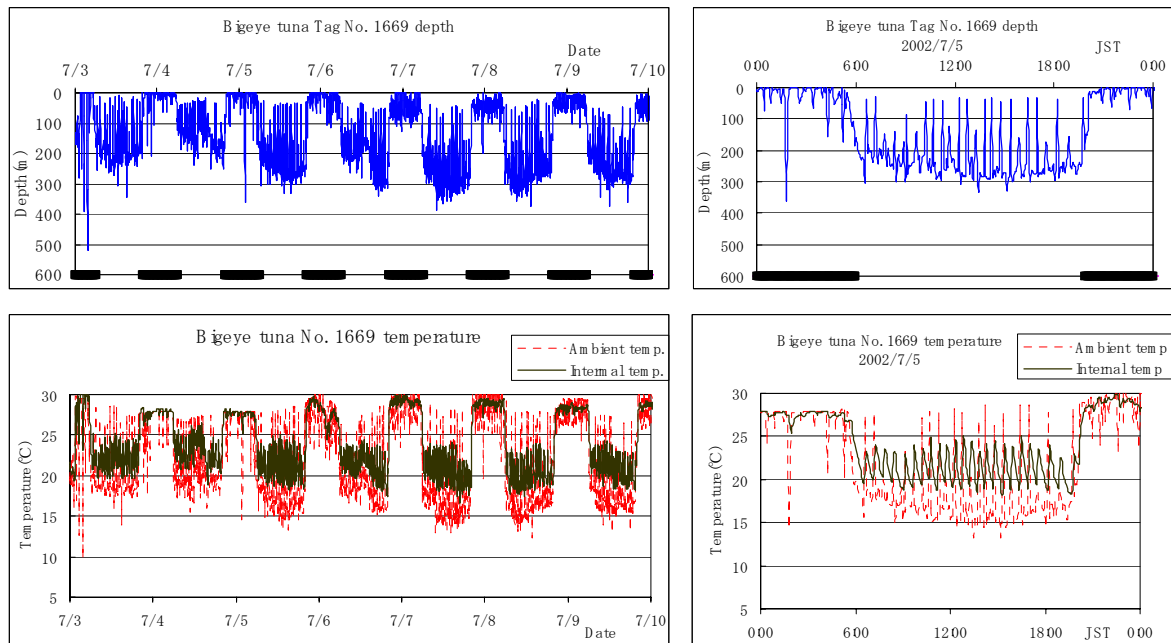 Bigeye tuna Tag No. 1669 depth
Date
7/3 7/4 7/5 7/6 7/7 7/8 7/9 7/10
0
100
200
300
400
500
600
Depth(m)
Bigeye tuna Tag No. 1669 depth
2002/7/5 JST
0:00 6:00 12:00 18:00 0:00
0
100
200
300
400
500
600
Depth(m)
Bigeye tuna No. 1669 temperature
Ambient temp.
Internal temp.
30
25
20
15
10
5
Temperature(℃)
7/3 7/4 7/5 7/6 7/7 7/8 7/9 7/10
Date
Bigeye tuna No. 1669 temperature
2002/7/5
Ambient temp
Internal temp
30
25
20
15
10
5
Temperature(℃)
0:00 6:00 12:00 18:00 JST 0:00